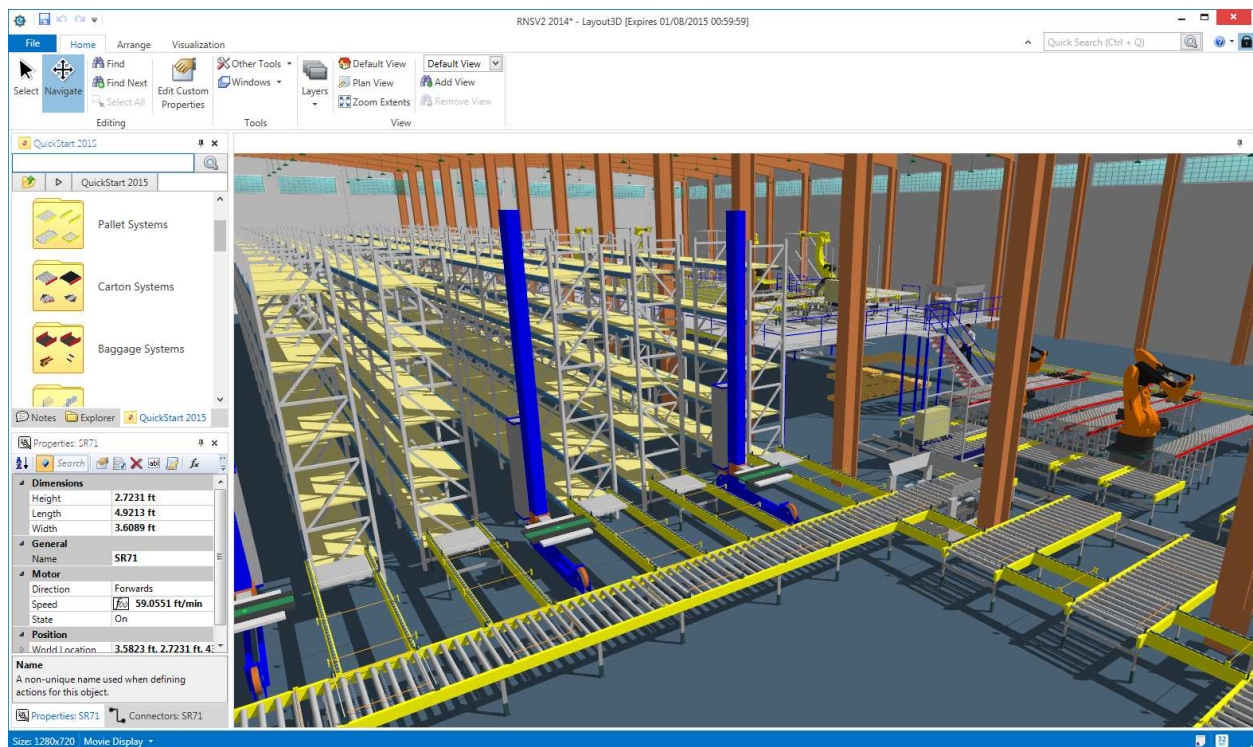 RNSV2 2014* - Layout3D [Expires 01/08/2015 00:59:59]
File Home Arrange Visualization Quick Search (Ctrl + Q)
Select
Navigate
Find
Find Next
Select All
Editing
Edit Custom
Properties
Other Tools
Windows
Tools
Layers
Default View
Plan View
Zoom Extents
Default View
Add View
Remove View
View
QuickStart 2015
QuickStart 2015
Pallet Systems
Carton Systems
Baggage Systems
Notes Explorer QuickStart 2015
Properties: SR71
Search fx
Dimensions
Height 2.7231 ft
Length 4.9213 ft
Width 3.6089 ft
General
Name SR71
Motor
Direction Forwards
Speed f(x) 59.0551 ft/min
State On
Position
World Location 3.5823 ft, 2.7231 ft, 4
Name
A non-unique name used when defining
actions for this object.
Properties: SR71 Connectors: SR71
Size: 1280x720 Movie Display 32